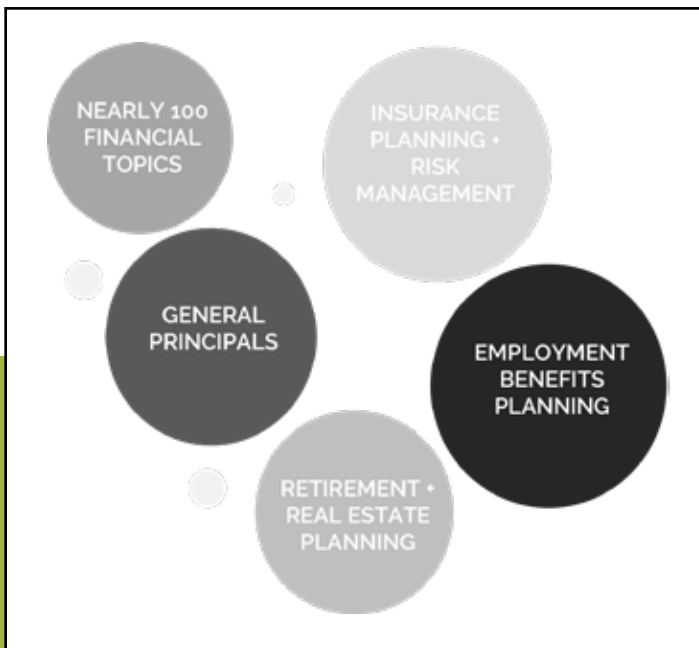 NEARLY 100
FINANCIAL
TOPICS
INSURANCE
PLANNING +
RISK
MANAGEMENT
GENERAL
PRINCIPALS
EMPLOYMENT
BENEFITS
PLANNING
RETIREMENT +
REAL ESTATE
PLANNING